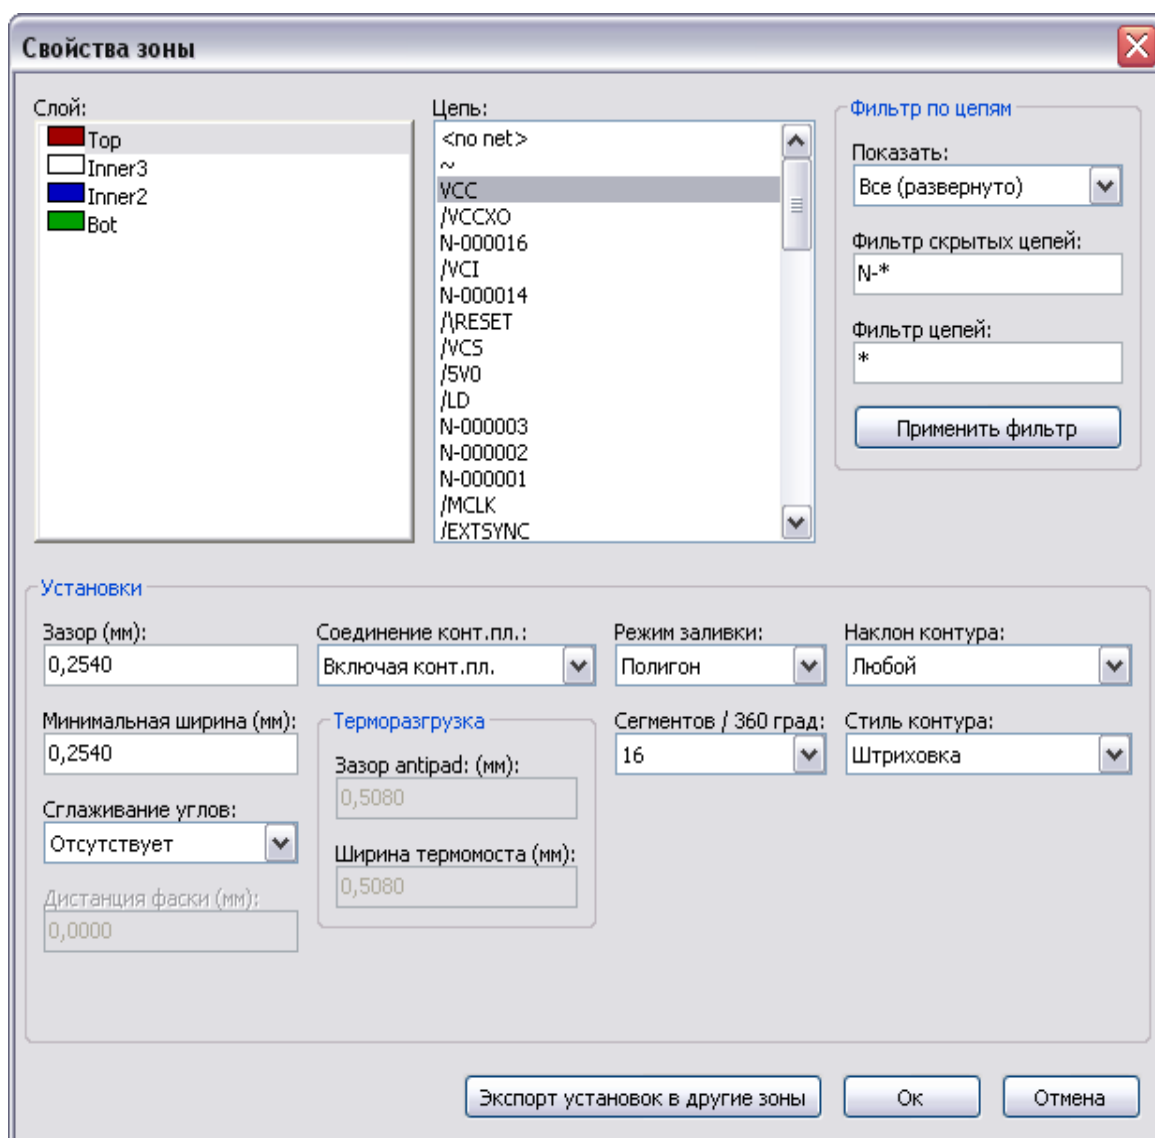 Свойства зоны
Слой:
Top
Inner3
Inner2
Bot
Цепь:
<no net>
~
VCC
/VCCXO
N-000016
/VCI
N-000014
/\RESET
/VCS
/5V0
/LD
N-000003
N-000002
N-000001
/MCLK
/EXTSYNC
Фильтр по цепям
Показать:
Все (развернуто)
Фильтр скрытых цепей:
N-*
Фильтр цепей:
*
Применить фильтр
Установки
Зазор (мм):
0,2540
Минимальная ширина (мм):
0,2540
Сглаживание углов:
Отсутствует
Дистанция фаски (мм):
0,0000
Соединение конт.пл.:
Включая конт.пл.
Терморазгрузка
Зазор antipad: (мм):
0,5080
Ширина термомоста (мм):
0,5080
Режим заливки:
Полигон
Сегментов / 360 град:
16
Наклон контура:
Любой
Стиль контура:
Штриховка
Экспорт установок в другие зоны
Ок
Отмена